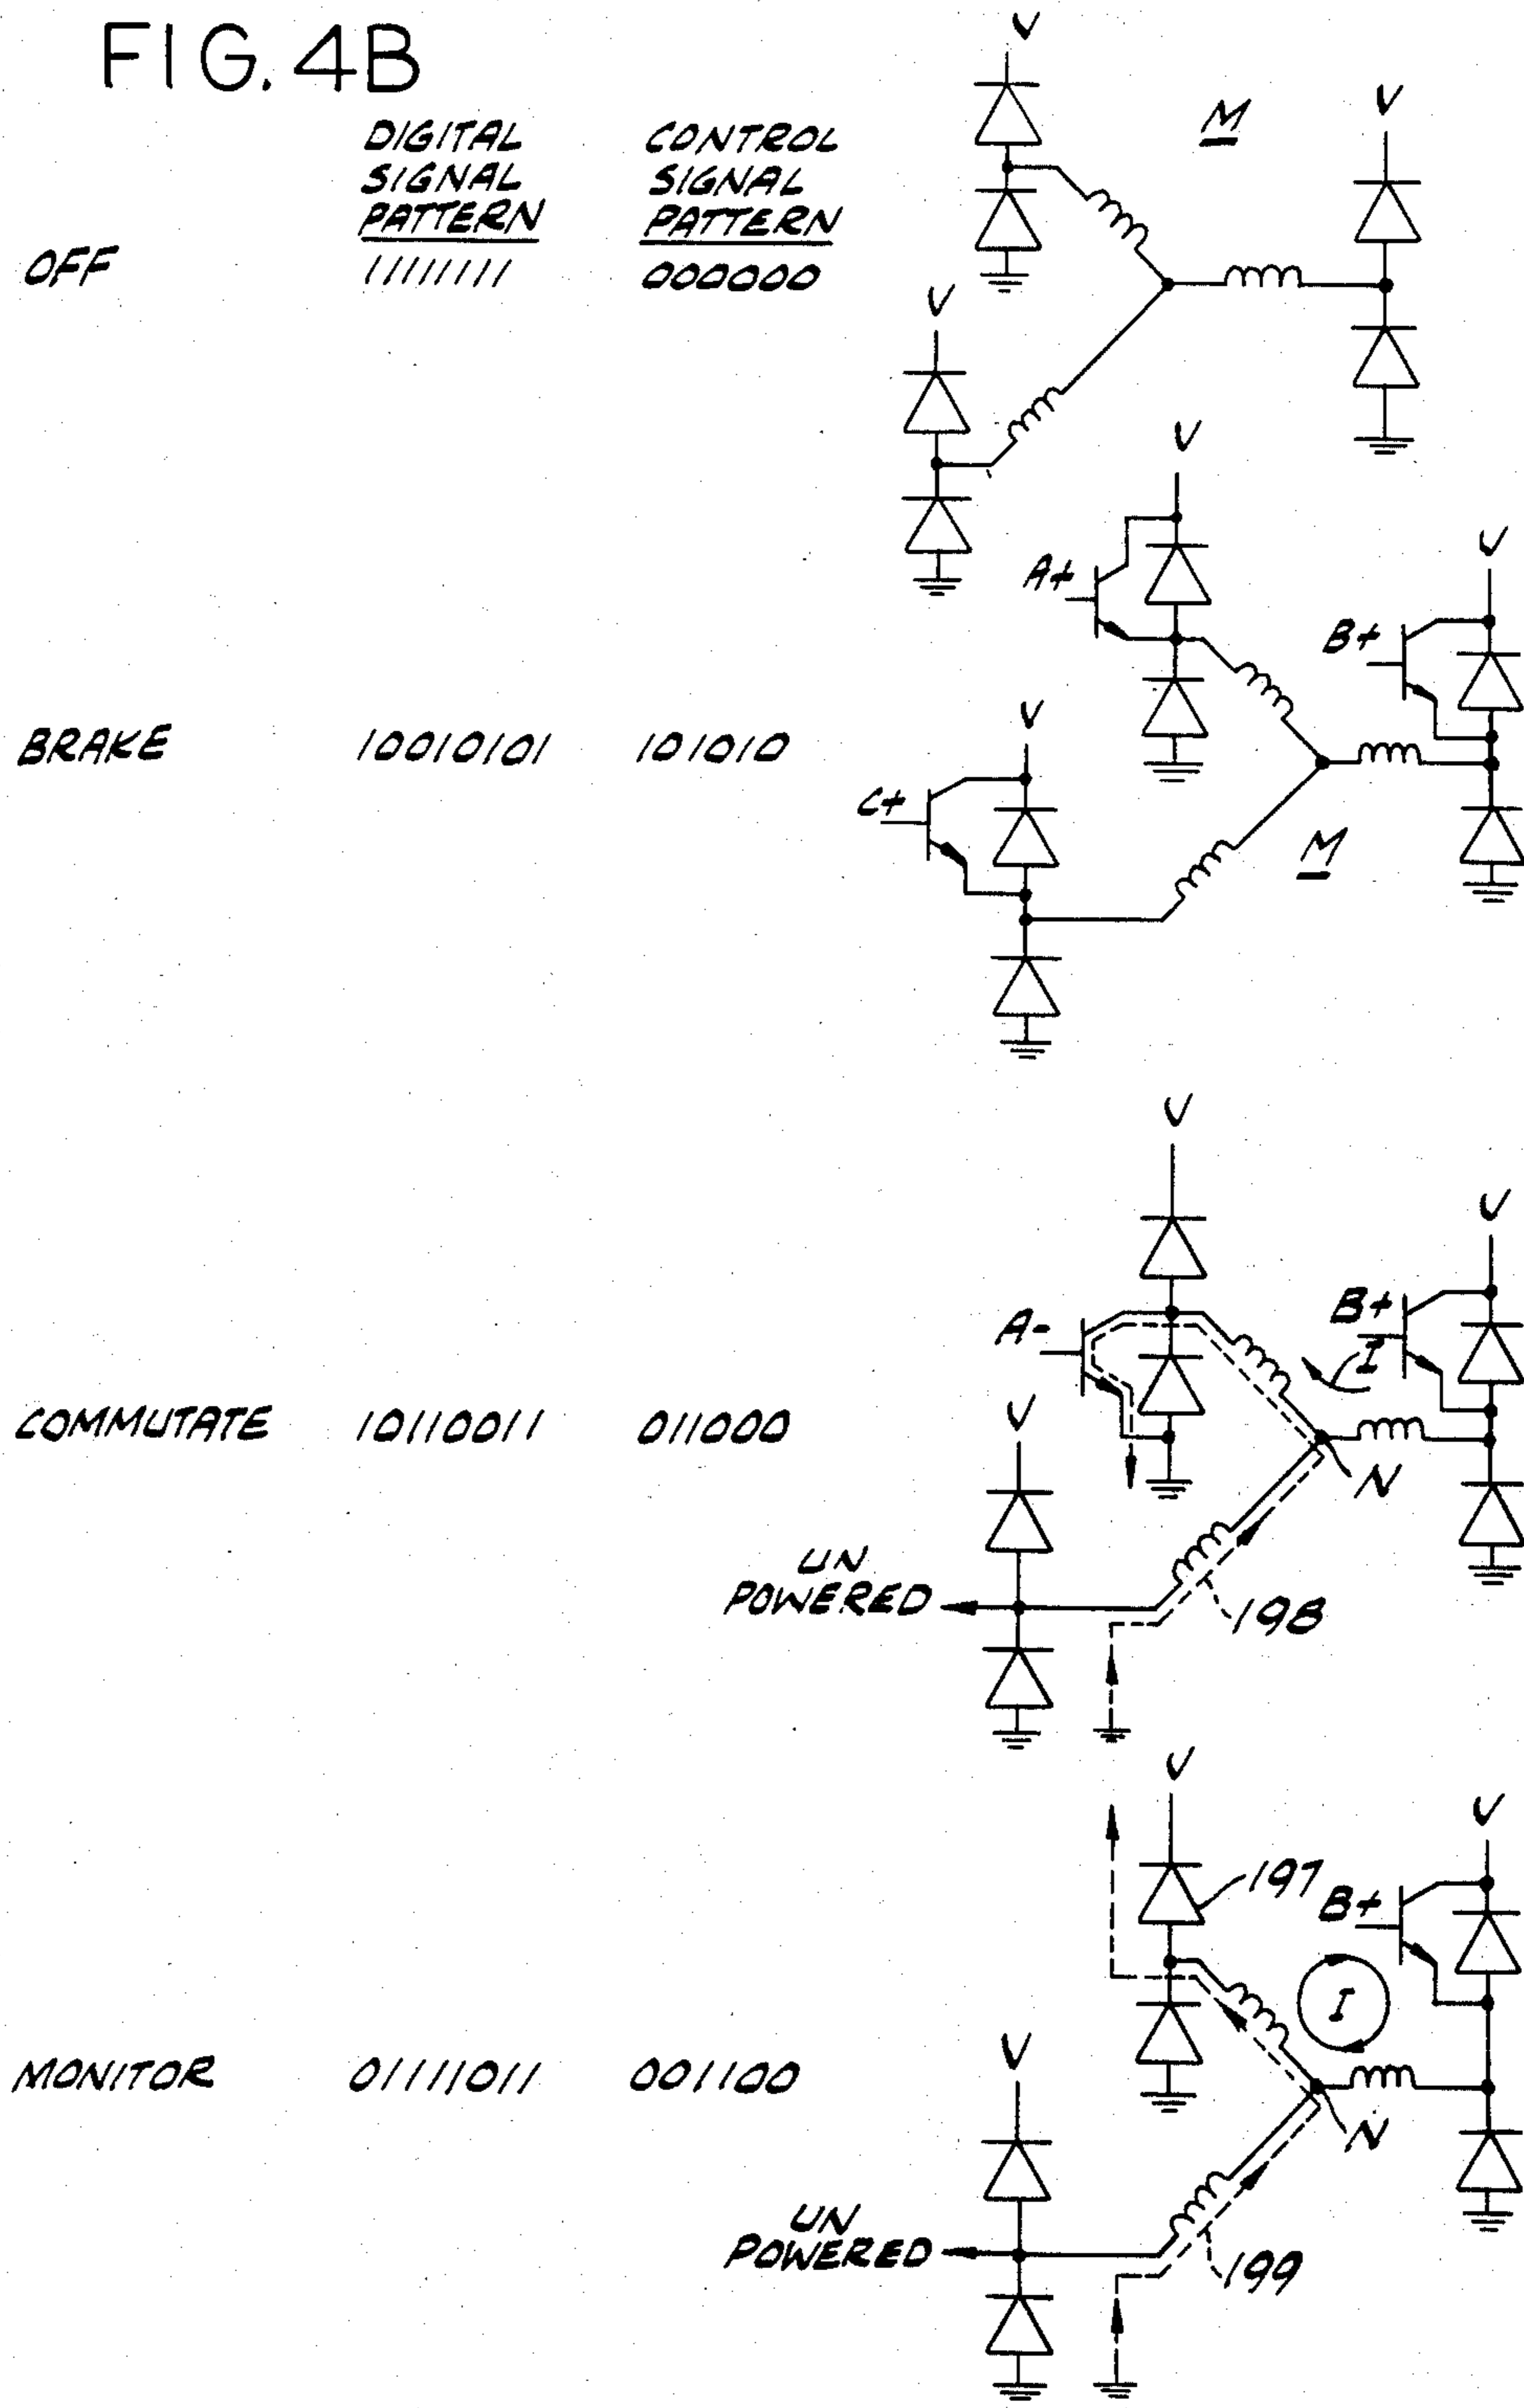 FIG. 4B
DIGITAL
SIGNAL
PATTERN
CONTROL
SIGNAL
PATTERN
OFF
11111111
000000
V
M
V
V
BRAKE
10010101
101010
V
A+
V
B+
V
C+
M
COMMUTATE
10110011
011000
V
V
A-
B+
I
V
N
UN
POWERED
198
MONITOR
01111011
001100
V
V
197
B+
I
V
N
UN
POWERED
199